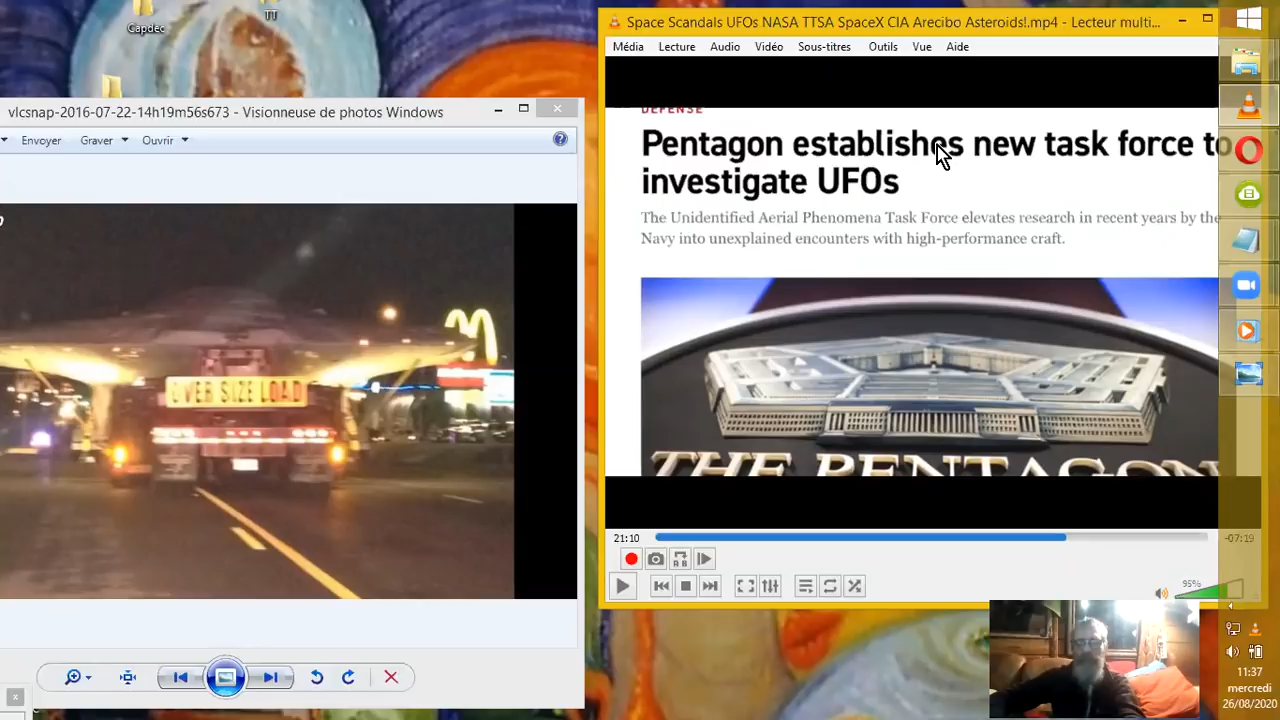 Capdec
TT
vlcsnap-2016-07-22-14h19m56s673 - Visionneuse de photos Windows
Envoyer
Graver
Ouvrir
OVER SIZE LOAD
Space Scandals UFOs NASA TTSA SpaceX CIA Arecibo Asteroids!.mp4 - Lecteur multi...
Média
Lecture
Audio
Vidéo
Sous-titres
Outils
Vue
Aide
DEFENSE
Pentagon establishes new task force to
investigate UFOs
The Unidentified Aerial Phenomena Task Force elevates research in recent years by the
Navy into unexplained encounters with high-performance craft.
THE PENTAGON
21:10
-07:19
95%
11:37
mercredi
26/08/2020